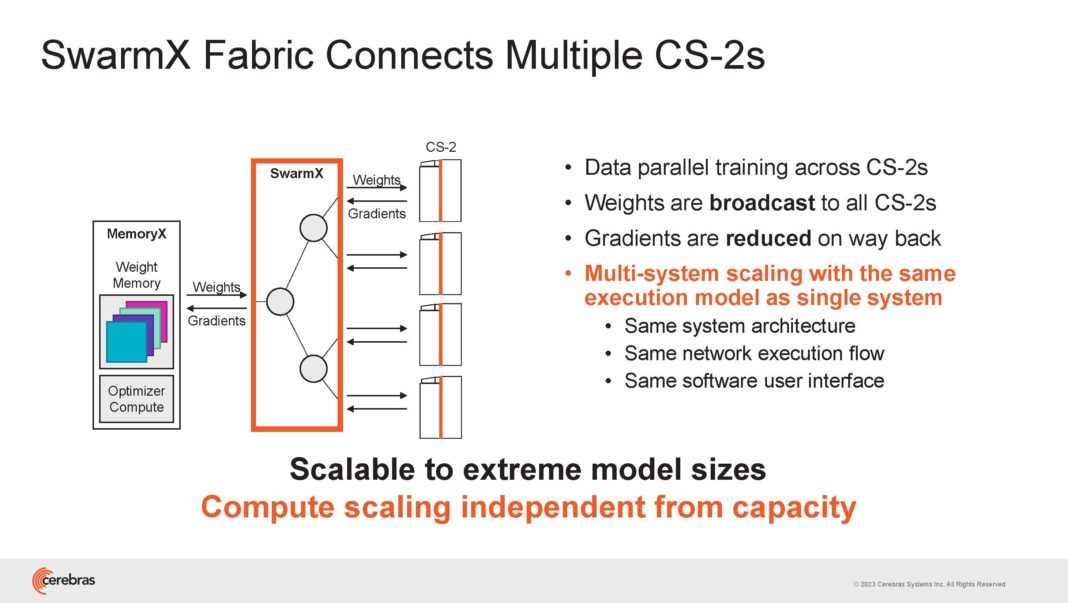 SwarmX Fabric Connects Multiple CS-2s
CS-2
SwarmX
Weights
Gradients
MemoryX
Weight
Memory
Weights
Gradients
Optimizer
Compute
• Data parallel training across CS-2s
• Weights are broadcast to all CS-2s
• Gradients are reduced on way back
• Multi-system scaling with the same
execution model as single system
• Same system architecture
• Same network execution flow
• Same software user interface
Scalable to extreme model sizes
Compute scaling independent from capacity
cerebras
© 2023 Cerebras Systems Inc. All Rights Reserved